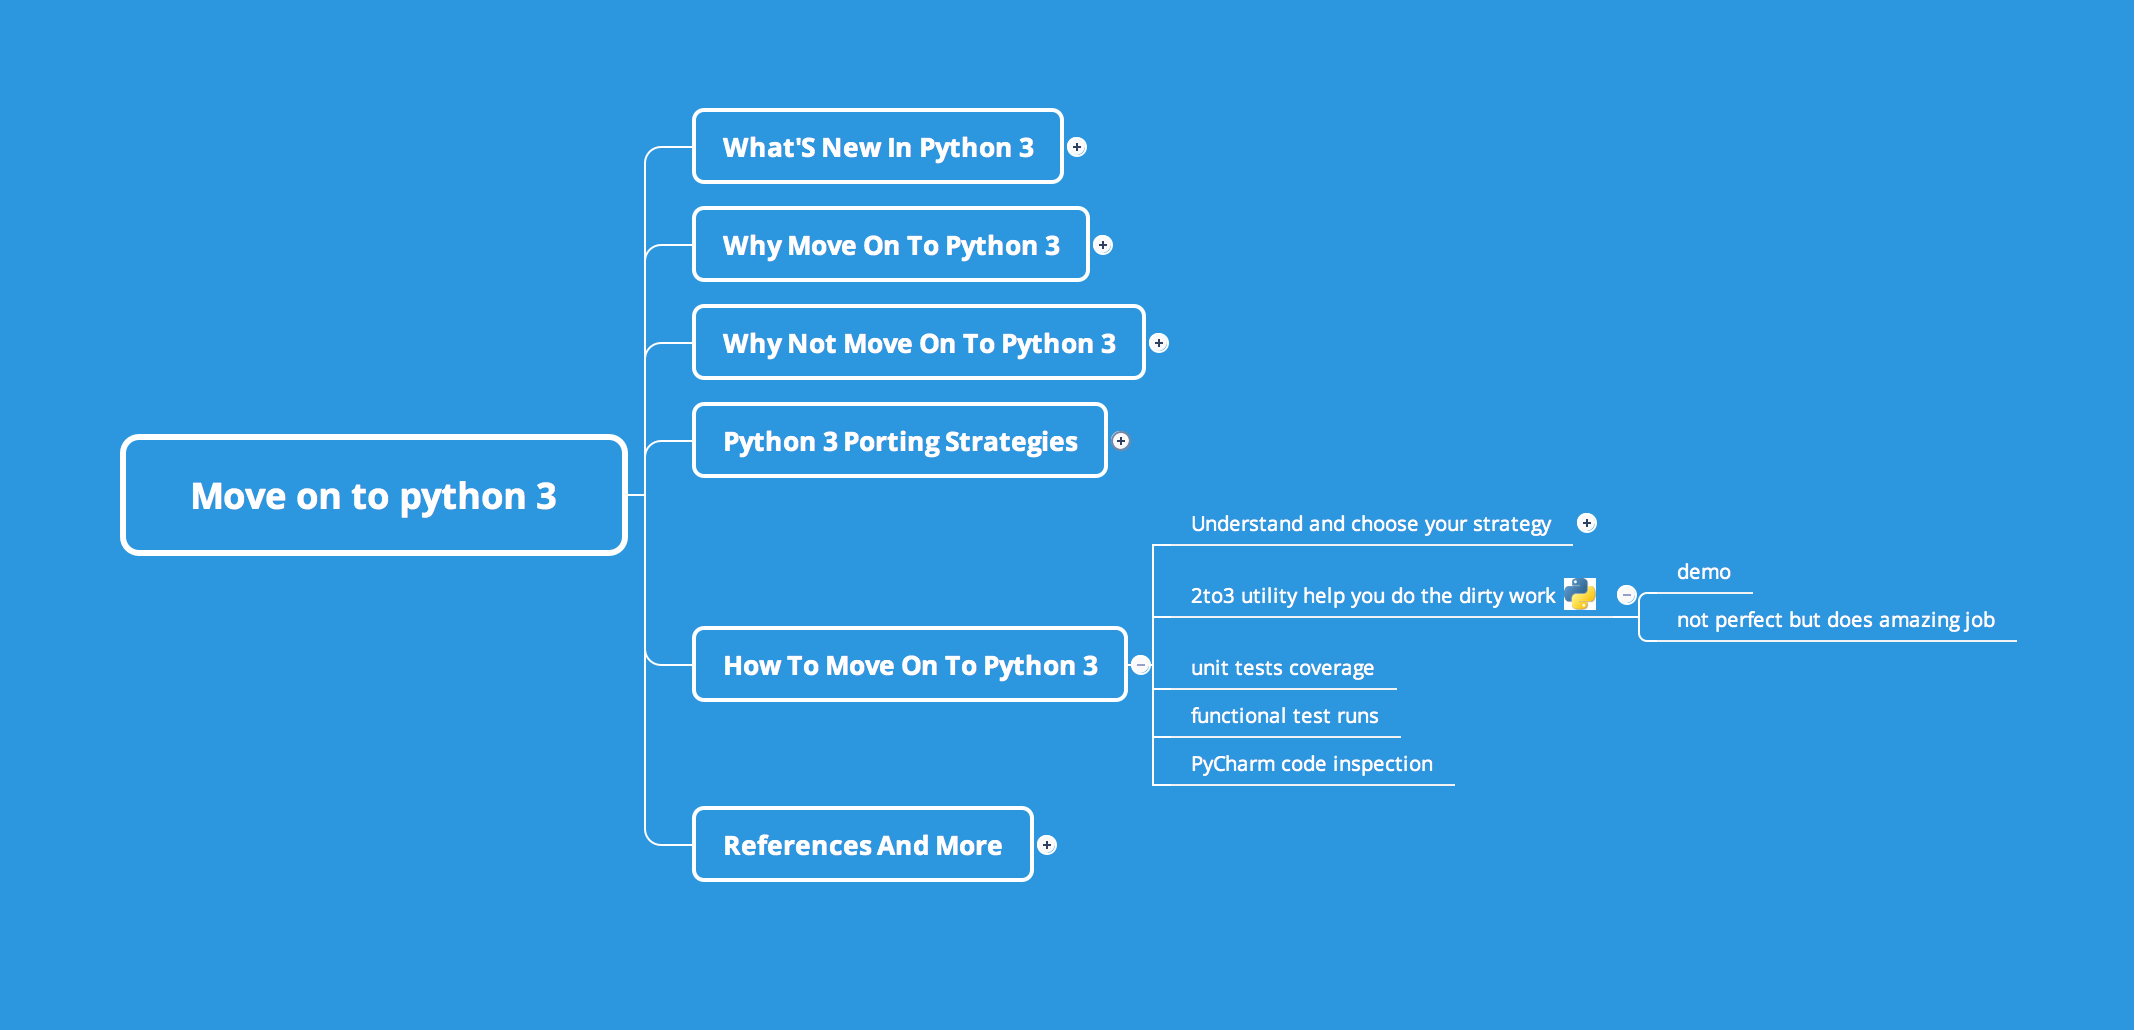 What'S New In Python 3
Why Move On To Python 3
Why Not Move On To Python 3
Python 3 Porting Strategies
Move on to python 3
Understand and choose your strategy
2to3 utility help you do the dirty work
demo
not perfect but does amazing job
How To Move On To Python 3
unit tests coverage
functional test runs
PyCharm code inspection
References And More